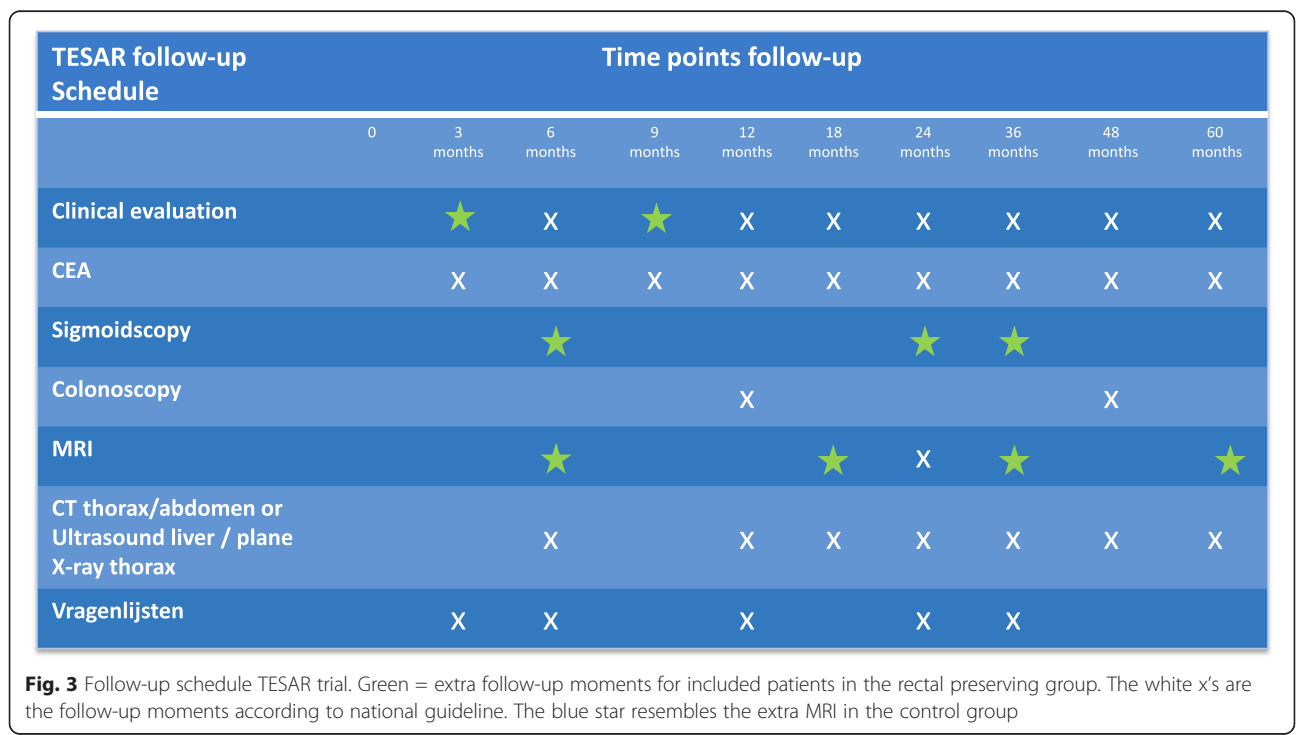 TESAR follow-up Schedule Time points follow-up
0 3 months 6 months 9 months 12 months 18 months 24 months 36 months 48 months 60 months
Clinical evaluation ★ X ★ X X X X X X
CEA X X X X X X X X X
Sigmoidscopy ★ ★ ★
Colonoscopy X X
MRI ★ ★ X ★ ★
CT thorax/abdomen or
Ultrasound liver / plane
X-ray thorax X X X X X X X
Vragenlijsten X X X X X
Fig. 3 Follow-up schedule TESAR trial. Green = extra follow-up moments for included patients in the rectal preserving group. The white x's are
the follow-up moments according to national guideline. The blue star resembles the extra MRI in the control group